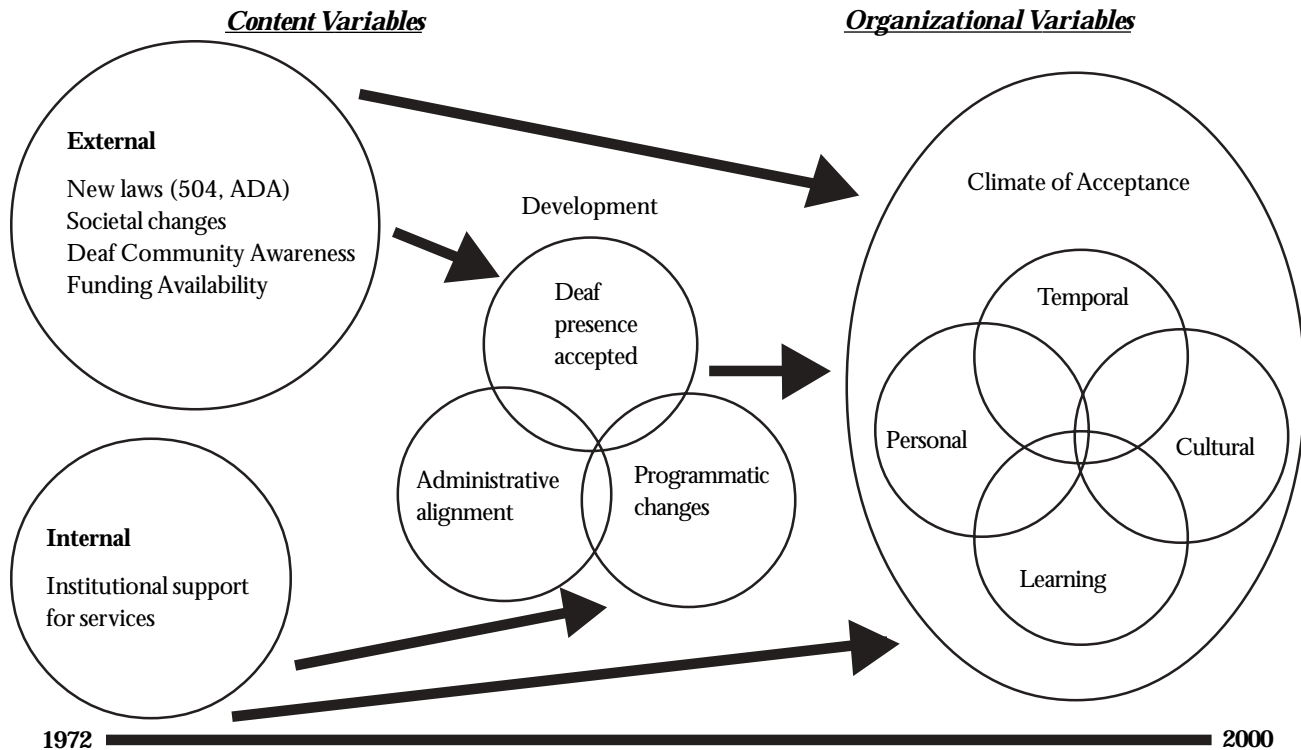 Content Variables
Organizational Variables
External
New laws (504, ADA)
Societal changes
Deaf Community Awareness
Funding Availability
Internal
Institutional support
for services
Development
Deaf
presence
accepted
Administrative
alignment
Programmatic
changes
Climate of Acceptance
Temporal
Personal
Cultural
Learning
1972
2000